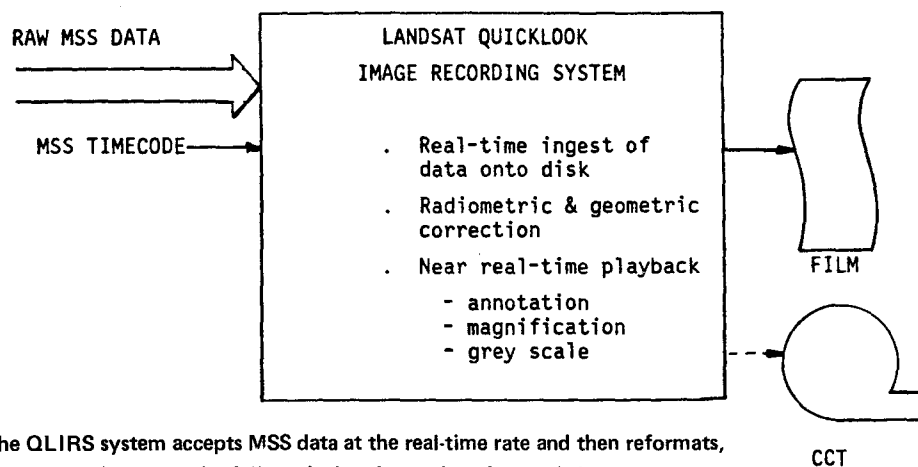 RAW MSS DATA
MSS TIMECODE
LANDSAT QUICKLOOK
IMAGE RECORDING SYSTEM
. Real-time ingest of
data onto disk
. Radiometric & geometric
correction
. Near real-time playback
- annotation
- magnification
- grey scale
FILM
CCT
he QLIRS system accepts MSS data at the real-time rate and then reformats,